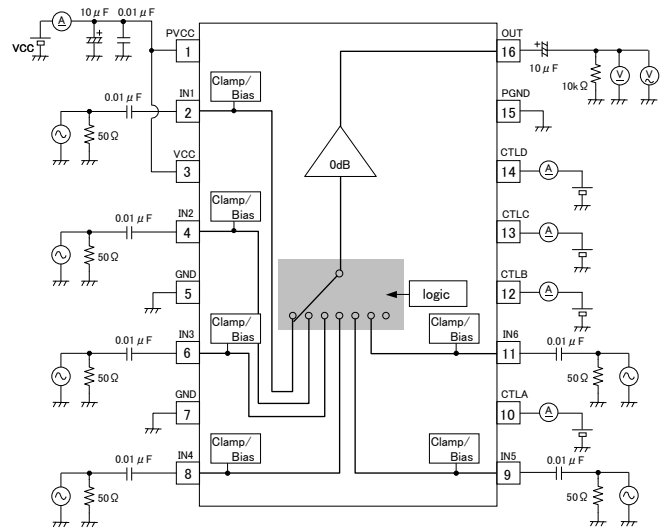 10μF 0.01μF
A
VCC
PVCC
1
Clamp/
Bias
0.01μF
IN1
2
50Ω
VCC
3
Clamp/
Bias
0.01μF
IN2
4
50Ω
GND
5
Clamp/
Bias
0.01μF
IN3
6
50Ω
GND
7
Clamp/
Bias
0.01μF
IN4
8
50Ω
0dB
logic
OUT
16
+
10μF
10kΩ
V
V
PGND
15
CTLD
14
A
CTLC
13
A
CTLB
12
A
Clamp/
Bias
IN6
11
0.01μF
50Ω
CTLA
10
A
Clamp/
Bias
IN5
9
0.01μF
50Ω